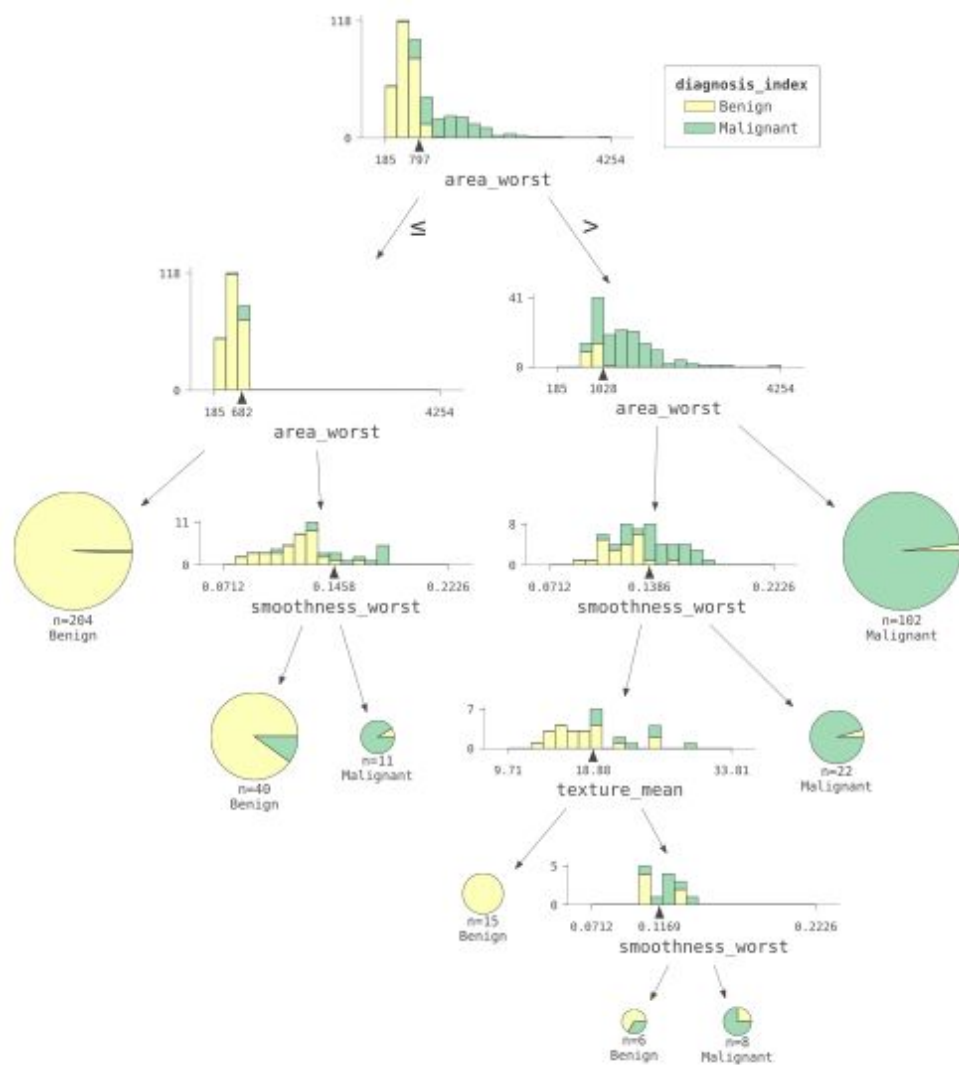 118
diagnosis_index
Benign
Malignant
0
185 797 4254
area_worst
≤ >
118
0
185 682 4254
area_worst
41
0
185 1028 4254
area_worst
n=204
Benign
11
0
0.0712 0.1458 0.2226
smoothness_worst
8
0
0.0712 0.1386 0.2226
smoothness_worst
n=102
Malignant
n=40
Benign
n=11
Malignant
7
0
9.71 18.88 33.81
texture_mean
n=22
Malignant
n=15
Benign
5
0
0.0712 0.1169 0.2226
smoothness_worst
n=6
Benign
n=8
Malignant